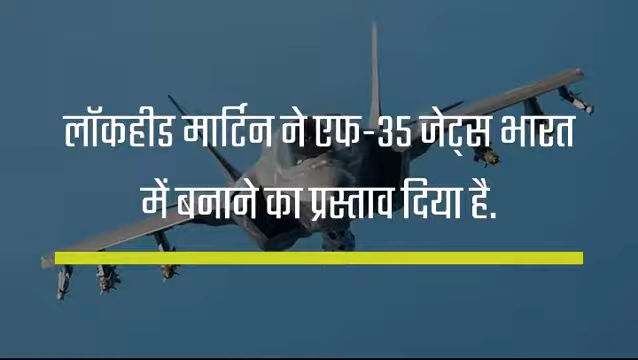 लॉकहीड मार्टिन ने एफ-35 जेट्स भारत
में बनाने का प्रस्ताव दिया है.